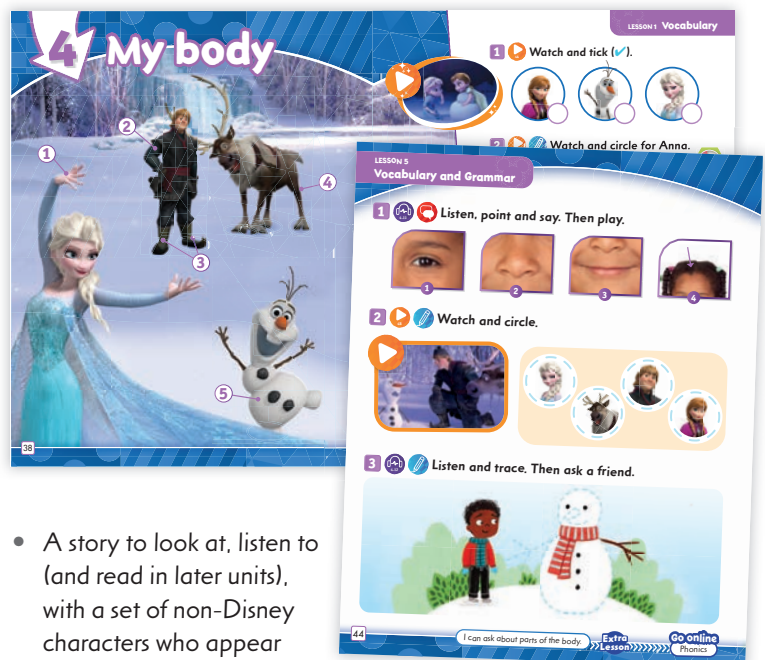 4 My body
LESSON 1 Vocabulary
1 Watch and tick (✔).
2 Watch and circle for Anna.
1
2
3
4
5
38
LESSON 5
Vocabulary and Grammar
1 Listen, point and say. Then play.
1
2
3
4
2 Watch and circle.
3 Listen and trace. Then ask a friend.
44
I can ask about parts of the body.
Extra
Lesson
Go online
Phonics
• A story to look at, listen to
(and read in later units),
with a set of non-Disney
characters who appear